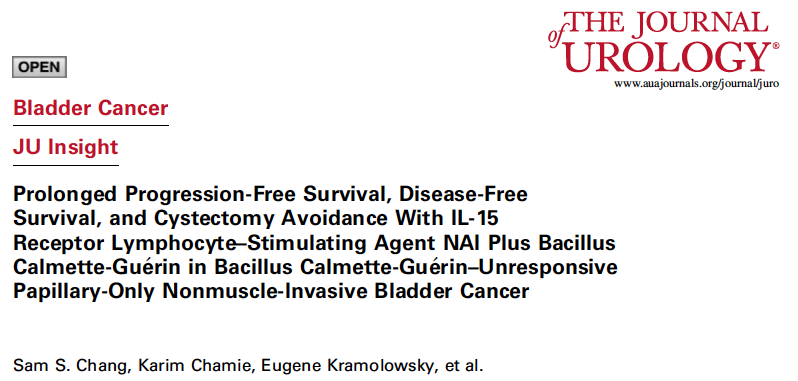 THE JOURNAL
of UROLOGY®
www.auajournals.org/journal/juro
OPEN
Bladder Cancer
JU Insight
Prolonged Progression-Free Survival, Disease-Free
Survival, and Cystectomy Avoidance With IL-15
Receptor Lymphocyte–Stimulating Agent NAI Plus Bacillus
Calmette-Guérin in Bacillus Calmette-Guérin–Unresponsive
Papillary-Only Nonmuscle-Invasive Bladder Cancer
Sam S. Chang, Karim Chamie, Eugene Kramolowsky, et al.